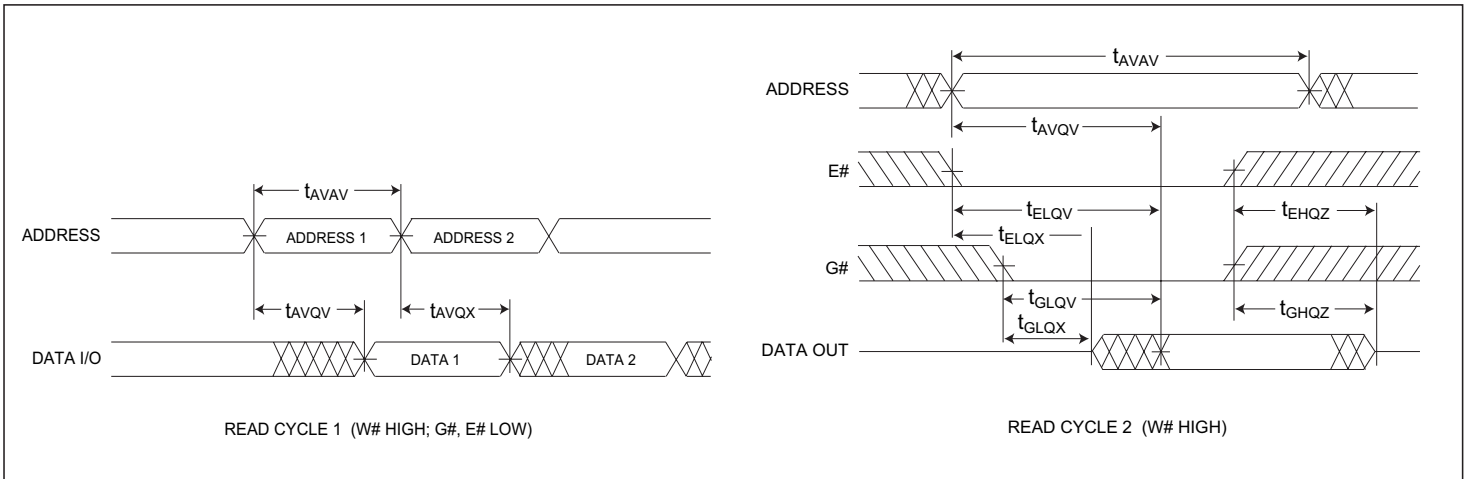 tAVAV
ADDRESS
ADDRESS 1
ADDRESS 2
tAVQV
tAVQX
DATA I/O
DATA 1
DATA 2
READ CYCLE 1 (W# HIGH; G#, E# LOW)
tAVAV
ADDRESS
tAVQV
E#
tELQV
tEHQZ
tELQX
G#
tGLQV
tGHQZ
tGLQX
DATA OUT
READ CYCLE 2 (W# HIGH)